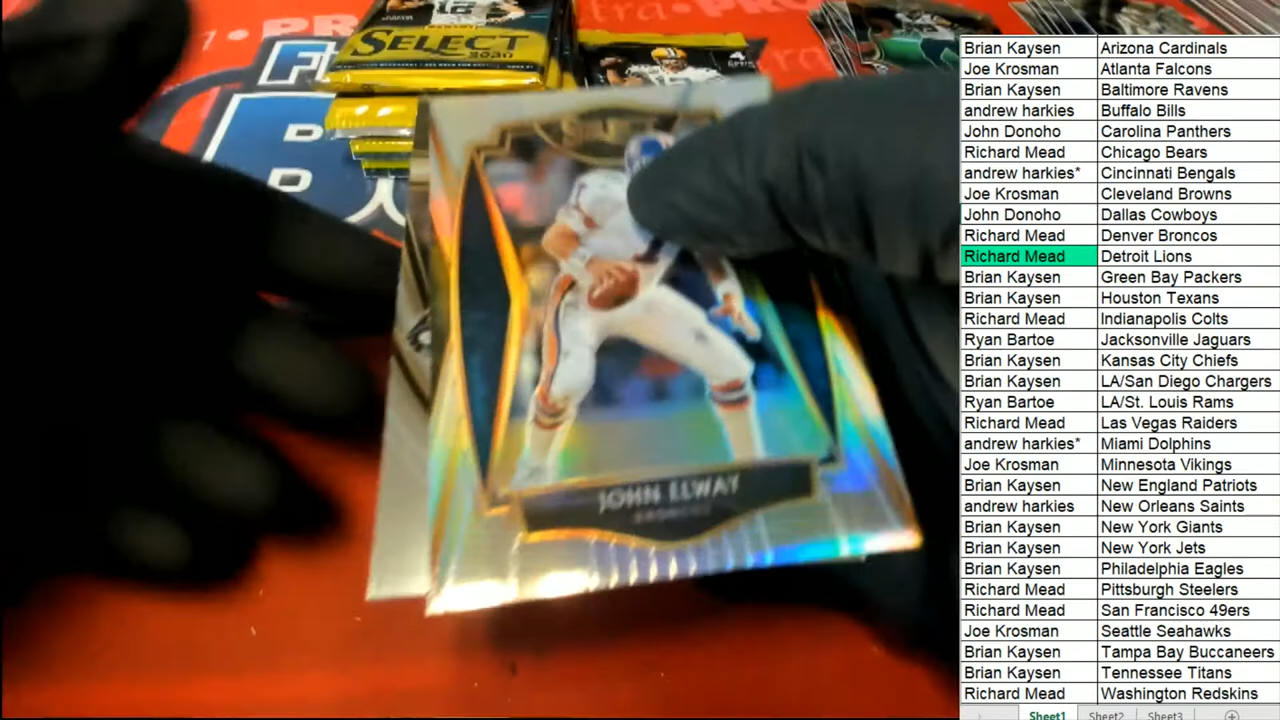 SELECT
2020
JOHN ELWAY
BRONCOS
Brian Kaysen Arizona Cardinals
Joe Krosman Atlanta Falcons
Brian Kaysen Baltimore Ravens
andrew harkies Buffalo Bills
John Donoho Carolina Panthers
Richard Mead Chicago Bears
andrew harkies* Cincinnati Bengals
Joe Krosman Cleveland Browns
John Donoho Dallas Cowboys
Richard Mead Denver Broncos
Richard Mead Detroit Lions
Brian Kaysen Green Bay Packers
Brian Kaysen Houston Texans
Richard Mead Indianapolis Colts
Ryan Bartoe Jacksonville Jaguars
Brian Kaysen Kansas City Chiefs
Brian Kaysen LA/San Diego Chargers
Ryan Bartoe LA/St. Louis Rams
Richard Mead Las Vegas Raiders
andrew harkies* Miami Dolphins
Joe Krosman Minnesota Vikings
Brian Kaysen New England Patriots
andrew harkies New Orleans Saints
Brian Kaysen New York Giants
Brian Kaysen New York Jets
Brian Kaysen Philadelphia Eagles
Richard Mead Pittsburgh Steelers
Richard Mead San Francisco 49ers
Joe Krosman Seattle Seahawks
Brian Kaysen Tampa Bay Buccaneers
Brian Kaysen Tennessee Titans
Richard Mead Washington Redskins
Sheet1 Sheet2 Sheet3